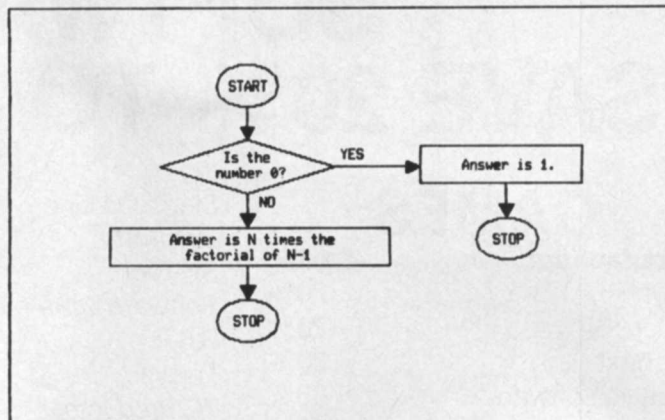 START
Is the
number 0?
YES
Answer is 1.
NO
STOP
Answer is N times the
factorial of N-1
STOP